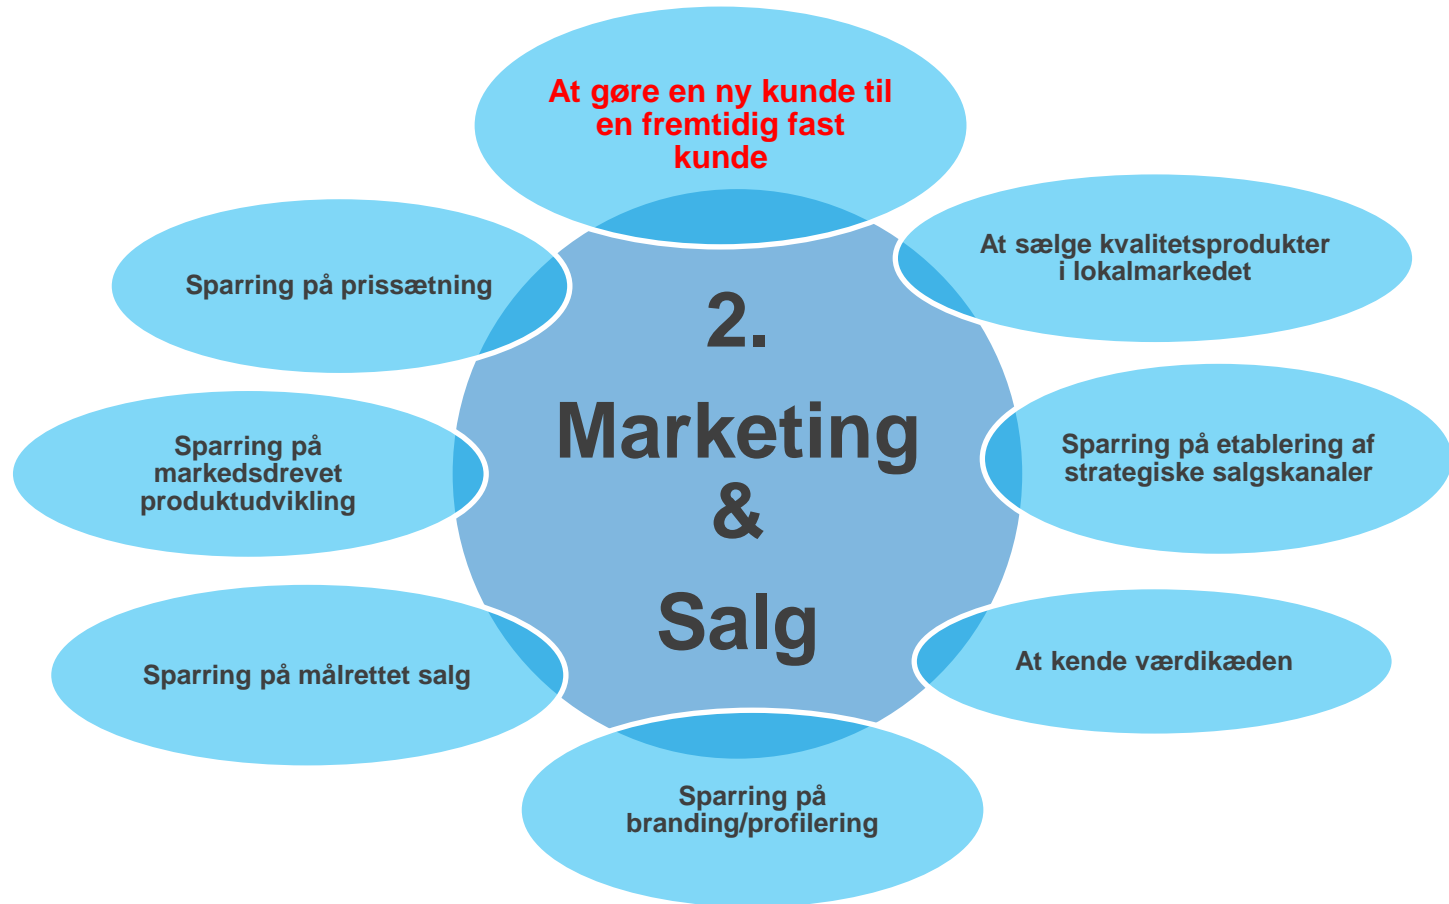 At gøre en ny kunde til
en fremtidig fast
kunde
At sælge kvalitetsprodukter
i lokalmarkedet
Sparring på etablering af
strategiske salgskanaler
At kende værdikæden
Sparring på
branding/profilering
Sparring på målrettet salg
Sparring på
markedsdrevet
produktudvikling
Sparring på prissætning
2.
Marketing
&
Salg